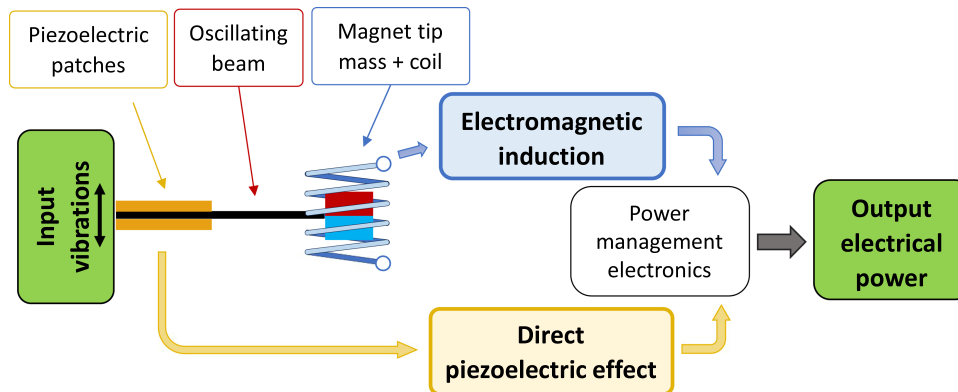 Piezoelectric
patches
Oscillating
beam
Magnet tip
mass + coil
Input
vibrations
Electromagnetic
induction
Power
management
electronics
Output
electrical
power
Direct
piezoelectric effect